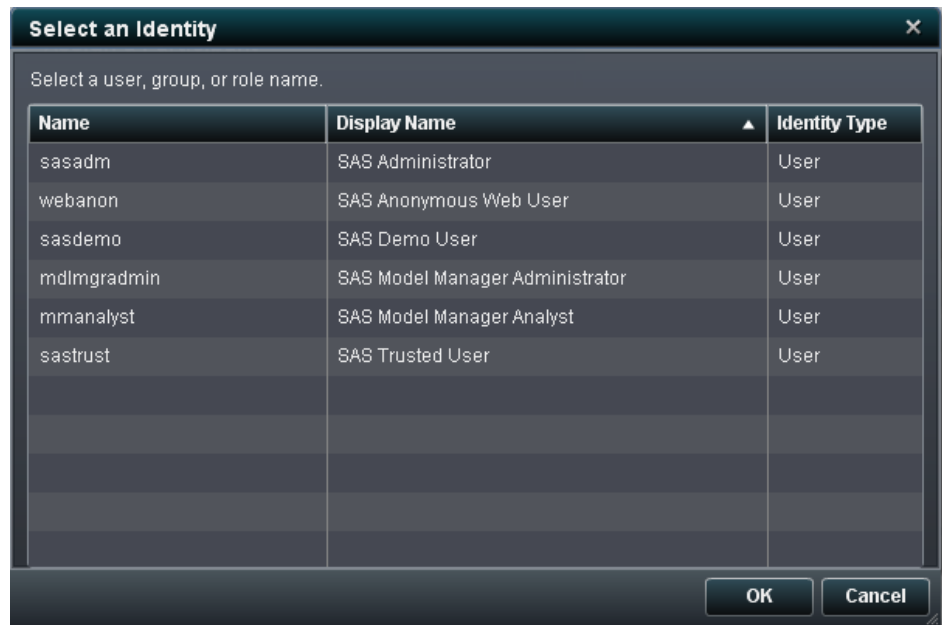 Select an Identity
Select a user, group, or role name.
Name Display Name Identity Type
sasadm SAS Administrator User
webanon SAS Anonymous Web User User
sasdemo SAS Demo User User
mdlmgradmin SAS Model Manager Administrator User
mmanalyst SAS Model Manager Analyst User
sastrust SAS Trusted User User
OK Cancel